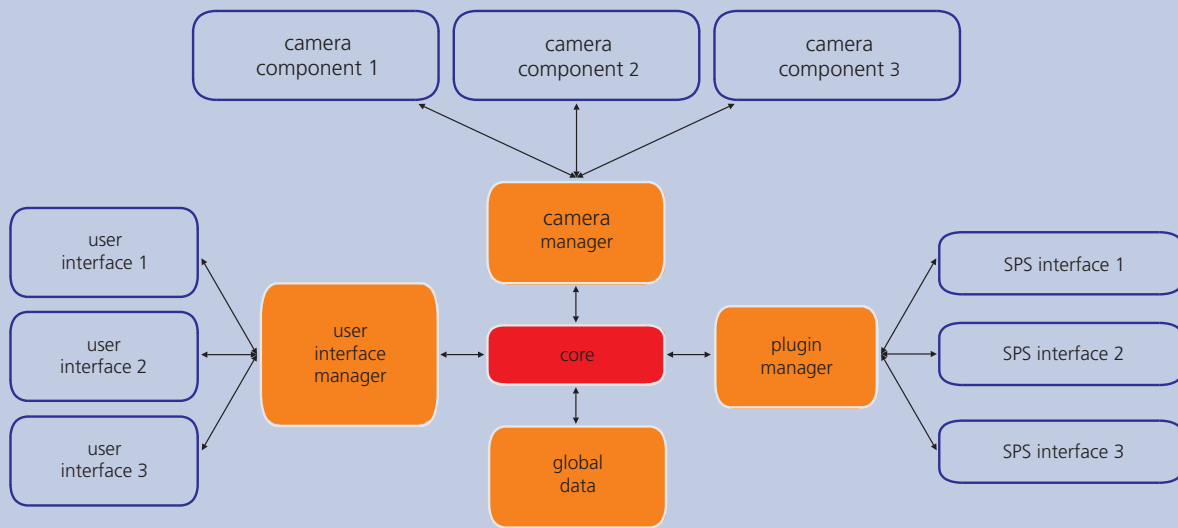 camera
component 1
camera
component 2
camera
component 3
camera
manager
user
interface 1
user
interface 2
user
interface 3
user
interface
manager
core
plugin
manager
SPS interface 1
SPS interface 2
SPS interface 3
global
data